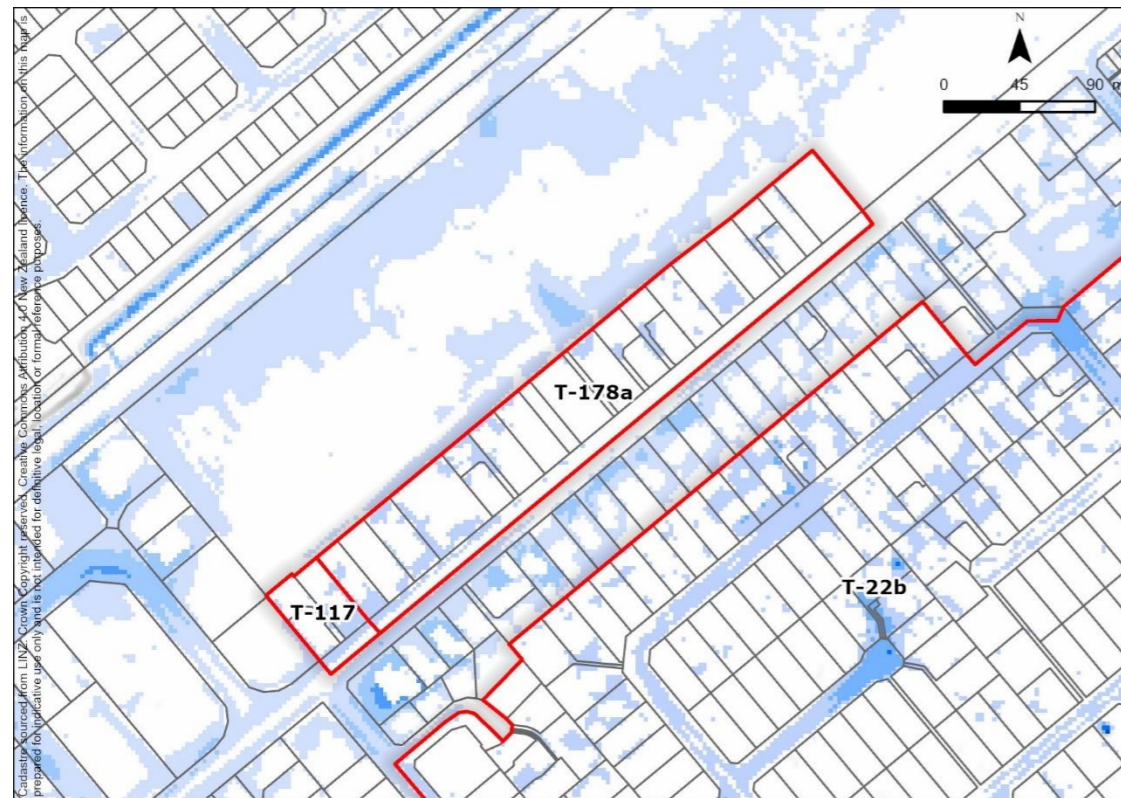 Cadastre sourced from LINZ. Crown Copyright reserved. Creative Commons Attribution 4.0 New Zealand licence. The information on this map is
prepared for indicative use only and is not intended for definitive legal, location or formal reference purposes.
N
0 45 90 m
T-178a
T-117
T-22b